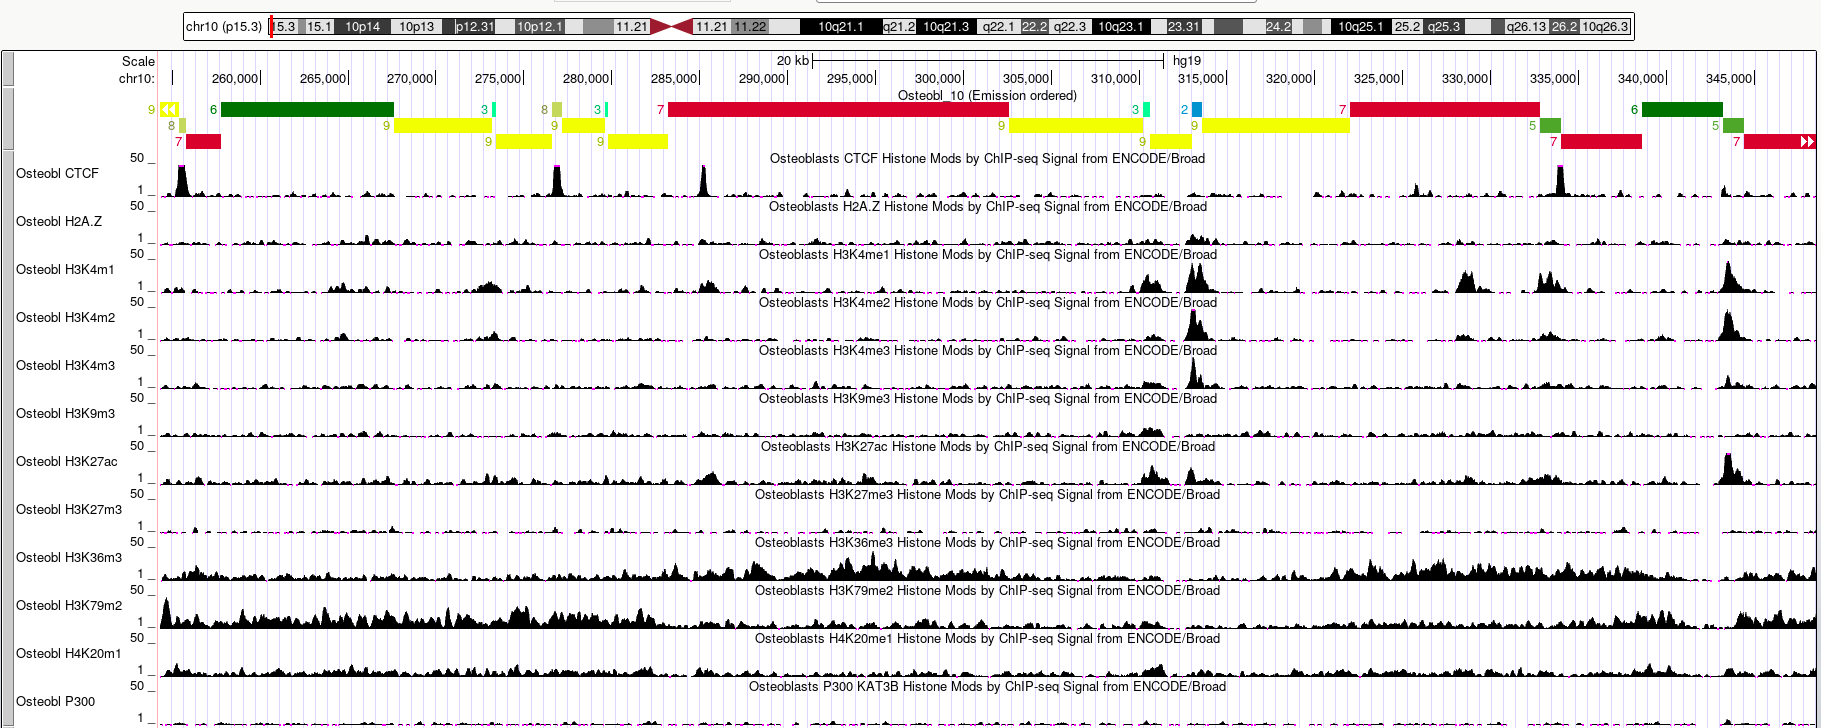 chr10 (p15.3) 15.3 15.1 10p14 10p13 p12.31 10p12.1 11.21 11.21 11.22 10q21.1 q21.2 10q21.3 q22.1 22.2 q22.3 10q23.1 23.31 24.2 10q25.1 25.2 q25.3 q26.13 26.2 10q26.3
Scale 20 kb hg19
chr10: 260,000 265,000 270,000 275,000 280,000 285,000 290,000 295,000 300,000 305,000 310,000 315,000 320,000 325,000 330,000 335,000 340,000 345,000
Osteobl_10 (Emission ordered)
9 6 3 8 3 7 3 2 7 6
8 9 9 9 9 5 5
7 9 9 9 7 7
50 Osteoblasts CTCF Histone Mods by ChIP-seq Signal from ENCODE/Broad
Osteobl CTCF
1
50 Osteoblasts H2A.Z Histone Mods by ChIP-seq Signal from ENCODE/Broad
Osteobl H2A.Z
1
50 Osteoblasts H3K4me1 Histone Mods by ChIP-seq Signal from ENCODE/Broad
Osteobl H3K4m1
1
50 Osteoblasts H3K4me2 Histone Mods by ChIP-seq Signal from ENCODE/Broad
Osteobl H3K4m2
1
50 Osteoblasts H3K4me3 Histone Mods by ChIP-seq Signal from ENCODE/Broad
Osteobl H3K4m3
1
50 Osteoblasts H3K9me3 Histone Mods by ChIP-seq Signal from ENCODE/Broad
Osteobl H3K9m3
1
50 Osteoblasts H3K27ac Histone Mods by ChIP-seq Signal from ENCODE/Broad
Osteobl H3K27ac
1
50 Osteoblasts H3K27me3 Histone Mods by ChIP-seq Signal from ENCODE/Broad
Osteobl H3K27m3
1
50 Osteoblasts H3K36me3 Histone Mods by ChIP-seq Signal from ENCODE/Broad
Osteobl H3K36m3
1
50 Osteoblasts H3K79me2 Histone Mods by ChIP-seq Signal from ENCODE/Broad
Osteobl H3K79m2
1
50 Osteoblasts H4K20me1 Histone Mods by ChIP-seq Signal from ENCODE/Broad
Osteobl H4K20m1
1
50 Osteoblasts P300 KAT3B Histone Mods by ChIP-seq Signal from ENCODE/Broad
Osteobl P300
1